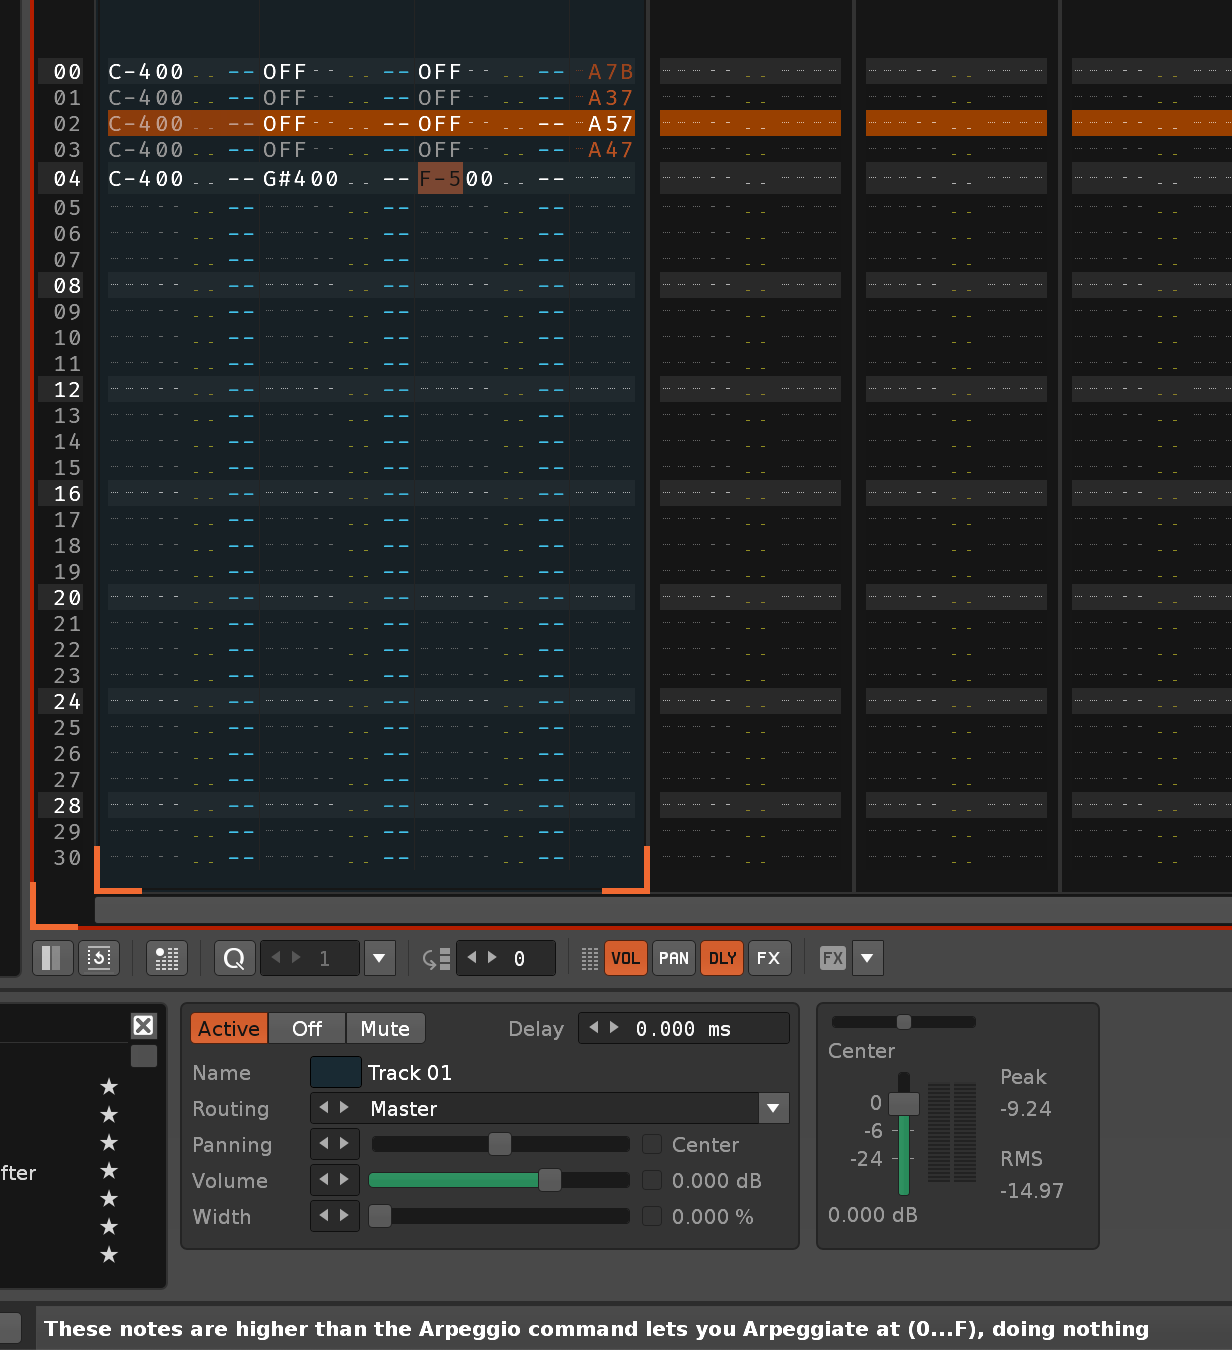 00 C-400 .. -- OFF -- .. -- OFF -- .. -- A7B
01 C-400 .. -- OFF -- .. -- OFF -- .. -- A37
02 C-400 .. -- OFF -- .. -- OFF -- .. -- A57
03 C-400 .. -- OFF -- .. -- OFF -- .. -- A47
04 C-400 .. -- G#400 .. -- F-500 .. --
05
06
07
08
09
10
11
12
13
14
15
16
17
18
19
20
21
22
23
24
25
26
27
28
29
30
Q 1 0 VOL PAN DLY FX FX
Active Off Mute Delay 0.000 ms
Name Track 01
Routing Master
Panning Center
Volume 0.000 dB
Width 0.000 %
fter
Center
0
-6
-24
0.000 dB
Peak
-9.24
RMS
-14.97
These notes are higher than the Arpeggio command lets you Arpeggiate at (0...F), doing nothing